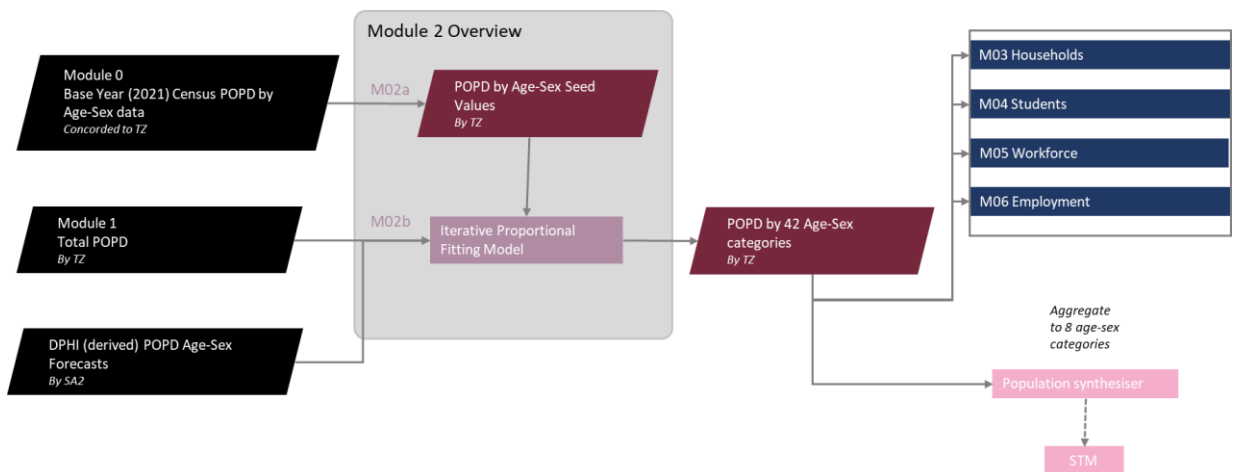 Module 2 Overview
Module 0
Base Year (2021) Census POPD by
Age-Sex data
Concorded to TZ
M02a
POPD by Age-Sex Seed
Values
By TZ
Module 1
Total POPD
By TZ
M02b
Iterative Proportional
Fitting Model
POPD by 42 Age-Sex
categories
By TZ
DPHI (derived) POPD Age-Sex
Forecasts
By SA2
M03 Households
M04 Students
M05 Workforce
M06 Employment
Aggregate
to 8 age-sex
categories
Population synthesiser
STM